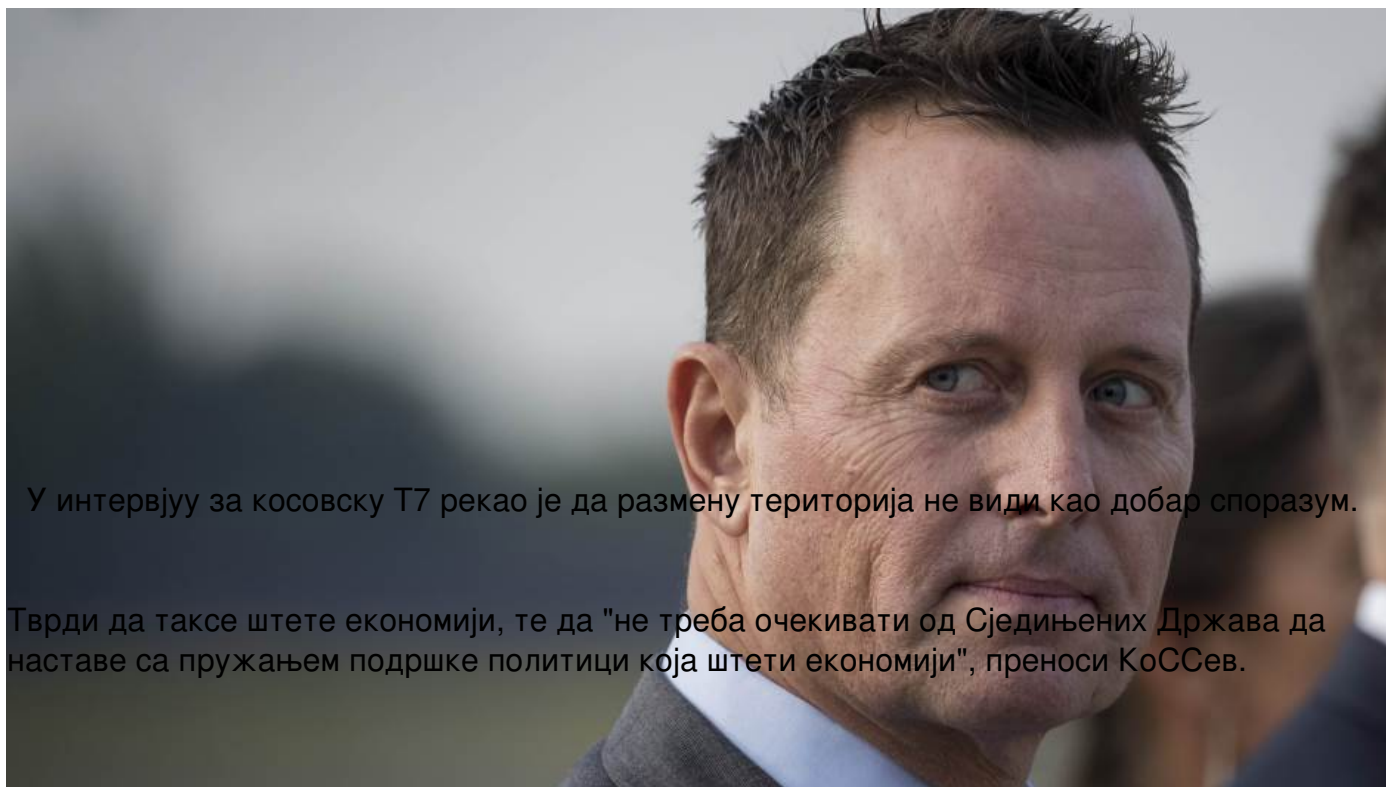 У интервјуу за косовску Т7 рекао је да размену територија не види као добар споразум.
Тврди да таксе штете економији, те да "не треба очекивати од Сједињених Држава да
наставе са пружањем подршке политици која штети економији", преноси КоССев.